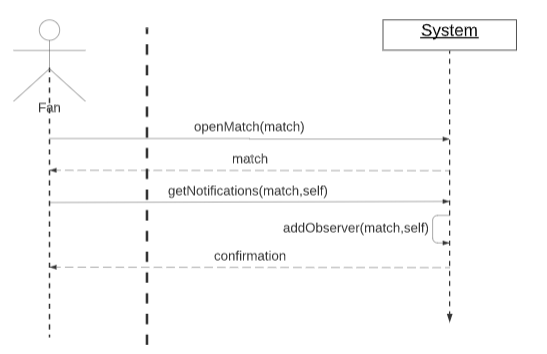 System
Fan
openMatch(match)
match
getNotifications(match,self)
addObserver(match,self)
confirmation